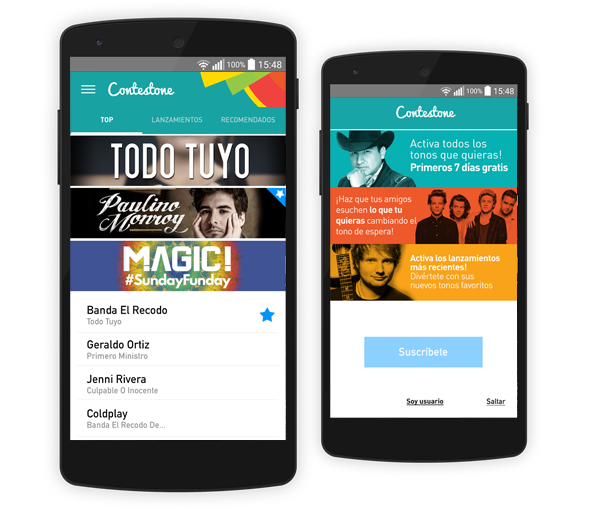 100% 15:48
Contestone
TOP LANZAMIENTOS RECOMENDADOS
TODO TUYO
Paulino
Monroy
MAGIC!
#SundayFunday
Banda El Recodo
Todo Tuyo
Geraldo Ortiz
Primero Ministro
Jenni Rivera
Culpable O Inocente
Coldplay
Banda El Recodo De...
100% 15:48
Contestone
Activa todos los
tonos que quieras!
Primeros 7 días gratis
¡Haz que tus amigos
esuchen lo que tu
quieras cambiando el
tono de espera!
Activa los lanzamientos
más recientes!
Divértete con sus
nuevos tonos favoritos
Suscríbete
Soy usuario Saltar